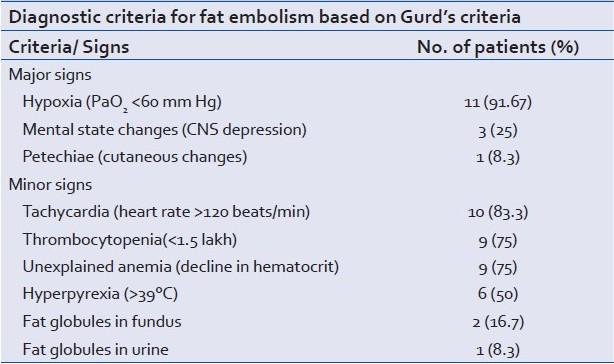 Diagnostic criteria for fat embolism based on Gurd’s criteria
Criteria/ Signs No. of patients (%)
Major signs
Hypoxia (PaO₂ <60 mm Hg) 11 (91.67)
Mental state changes (CNS depression) 3 (25)
Petechiae (cutaneous changes) 1 (8.3)
Minor signs
Tachycardia (heart rate >120 beats/min) 10 (83.3)
Thrombocytopenia(<1.5 lakh) 9 (75)
Unexplained anemia (decline in hematocrit) 9 (75)
Hyperpyrexia (>39ºC) 6 (50)
Fat globules in fundus 2 (16.7)
Fat globules in urine 1 (8.3)